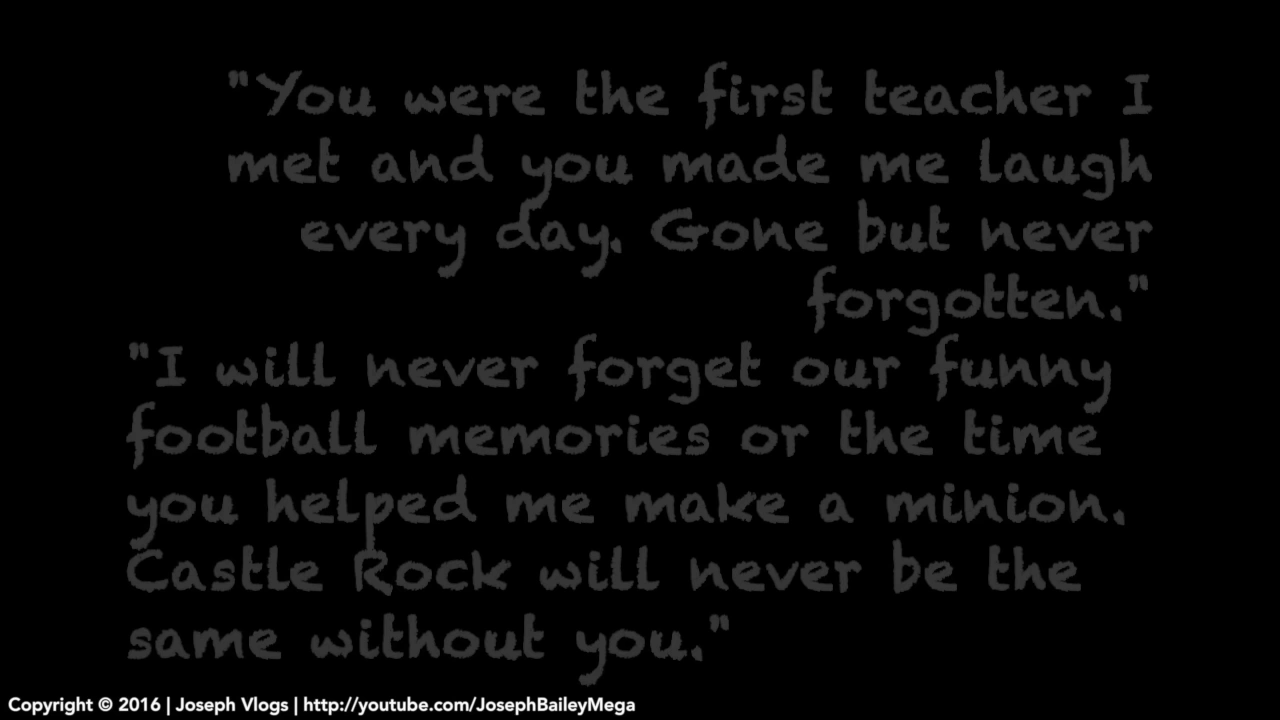 "You were the first teacher I
met and you made me laugh
every day. Gone but never
forgotten."
"I will never forget our funny
football memories or the time
you helped me make a minion.
Castle Rock will never be the
same without you."
Copyright © 2016 | Joseph Vlogs | http://youtube.com/JosephBaileyMega